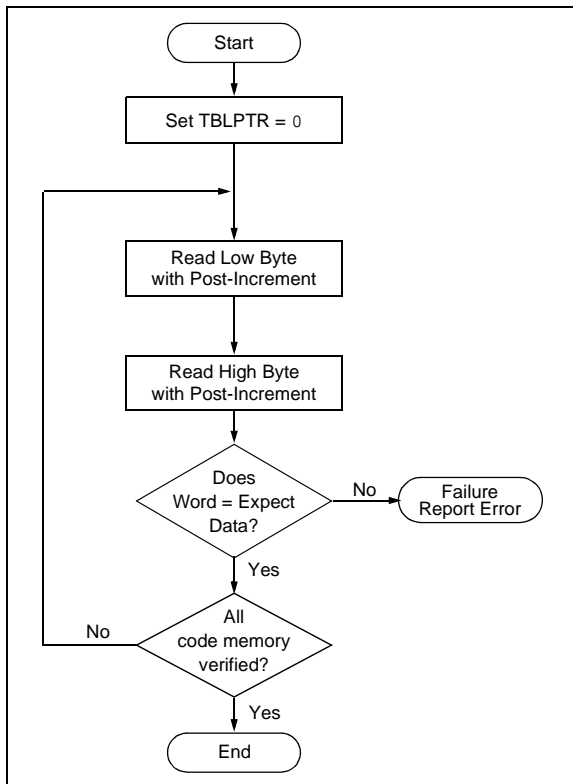 Start
Set TBLPTR = 0
Read Low Byte
with Post-Increment
Read High Byte
with Post-Increment
Does
Word = Expect
Data?
No
Failure
Report Error
Yes
All
code memory
verified?
No
Yes
End